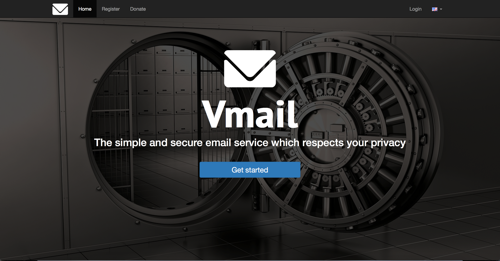 Home
Register
Donate
Login
Vmail
The simple and secure email service which respects your privacy
Get started